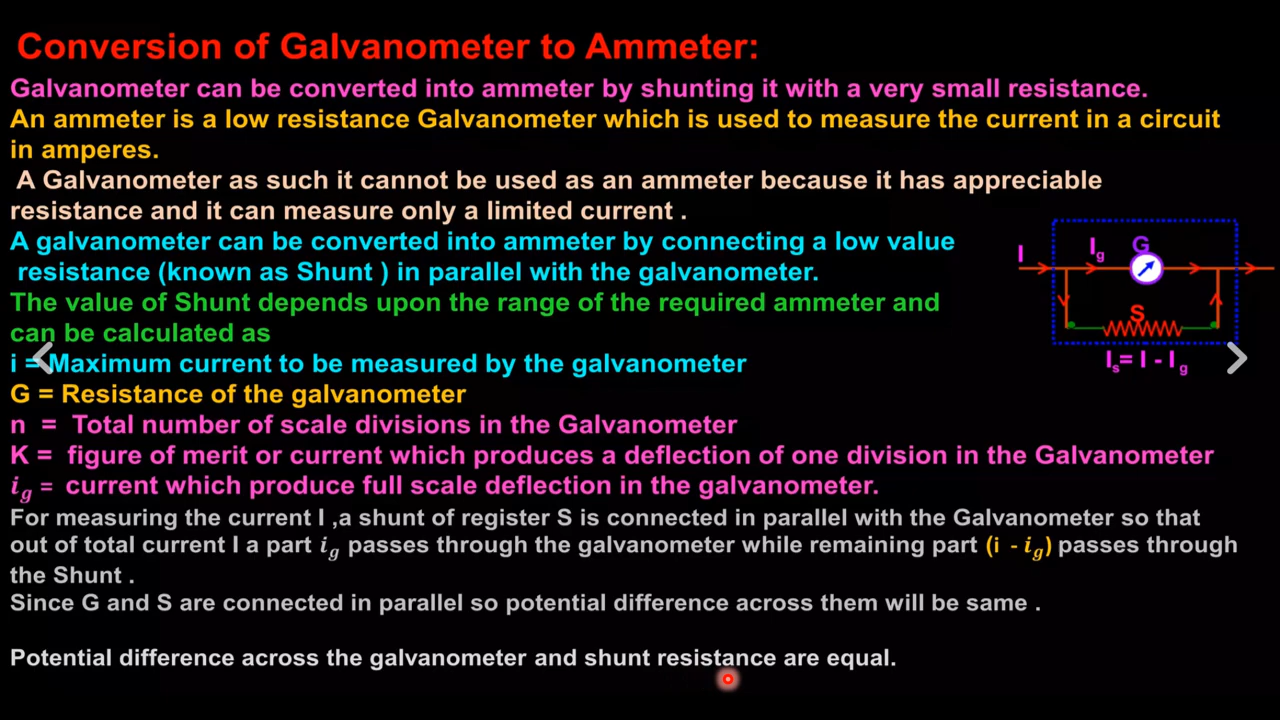 Conversion of Galvanometer to Ammeter:
Galvanometer can be converted into ammeter by shunting it with a very small resistance.
An ammeter is a low resistance Galvanometer which is used to measure the current in a circuit
in amperes.
A Galvanometer as such it cannot be used as an ammeter because it has appreciable
resistance and it can measure only a limited current .
A galvanometer can be converted into ammeter by connecting a low value
resistance (known as Shunt ) in parallel with the galvanometer.
The value of Shunt depends upon the range of the required ammeter and
can be calculated as
i = Maximum current to be measured by the galvanometer
G = Resistance of the galvanometer
n = Total number of scale divisions in the Galvanometer
K = figure of merit or current which produces a deflection of one division in the Galvanometer
i_g = current which produce full scale deflection in the galvanometer.
For measuring the current I ,a shunt of register S is connected in parallel with the Galvanometer so that
out of total current I a part i_g passes through the galvanometer while remaining part (i - i_g) passes through
the Shunt .
Since G and S are connected in parallel so potential difference across them will be same .
Potential difference across the galvanometer and shunt resistance are equal.
I I_g G
S
I_s= I - I_g